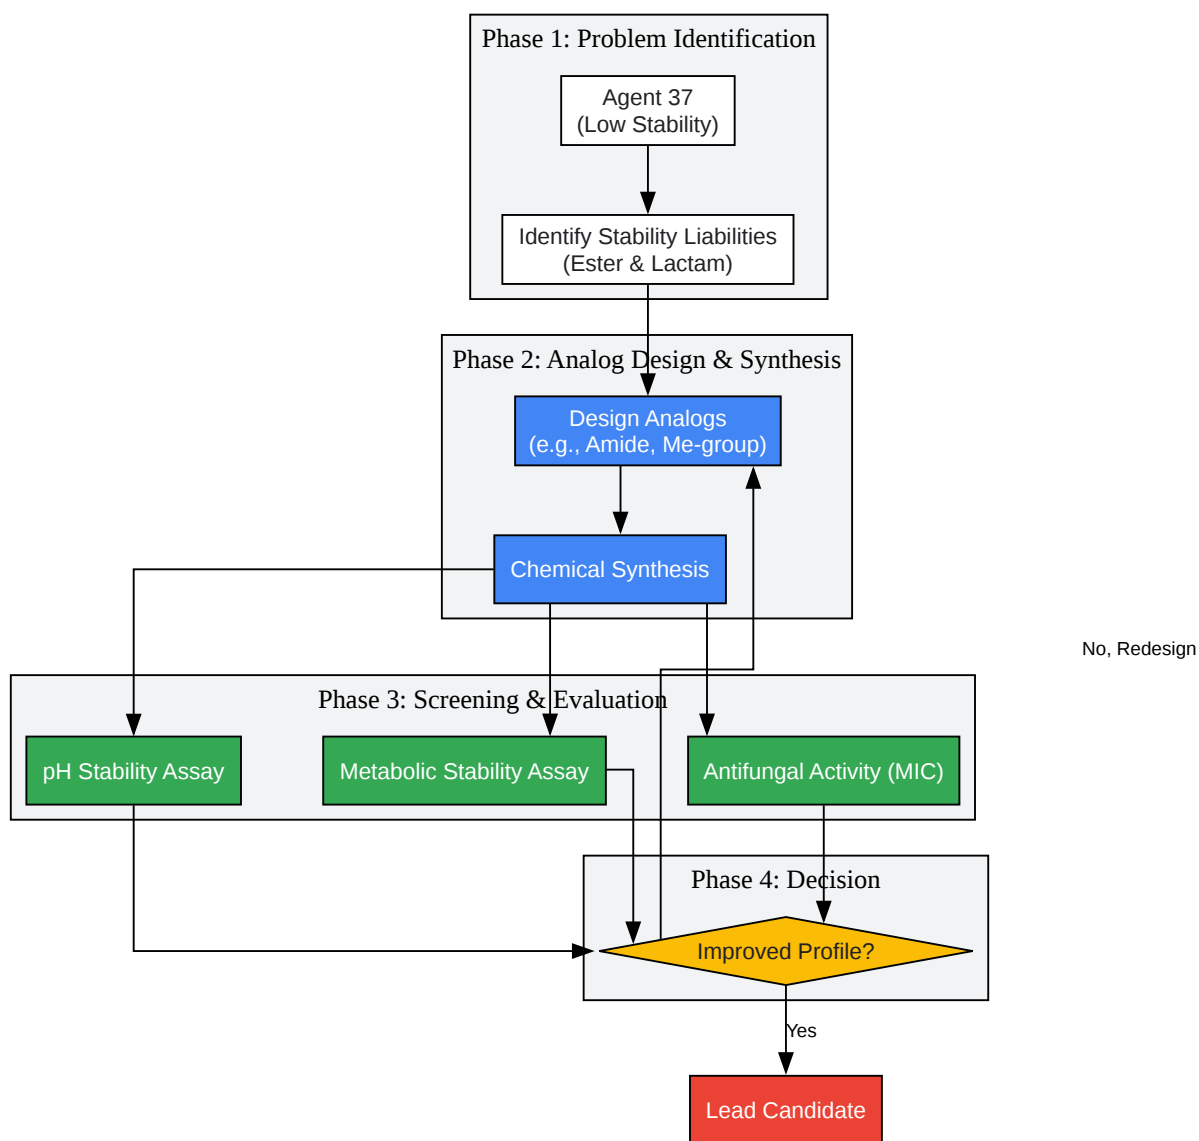 Phase 1: Problem Identification
Agent 37
(Low Stability)
Identify Stability Liabilities
(Ester & Lactam)
Phase 2: Analog Design & Synthesis
Design Analogs
(e.g., Amide, Me-group)
Chemical Synthesis
No, Redesign
Phase 3: Screening & Evaluation
pH Stability Assay
Metabolic Stability Assay
Antifungal Activity (MIC)
Phase 4: Decision
Improved Profile?
Yes
Lead Candidate